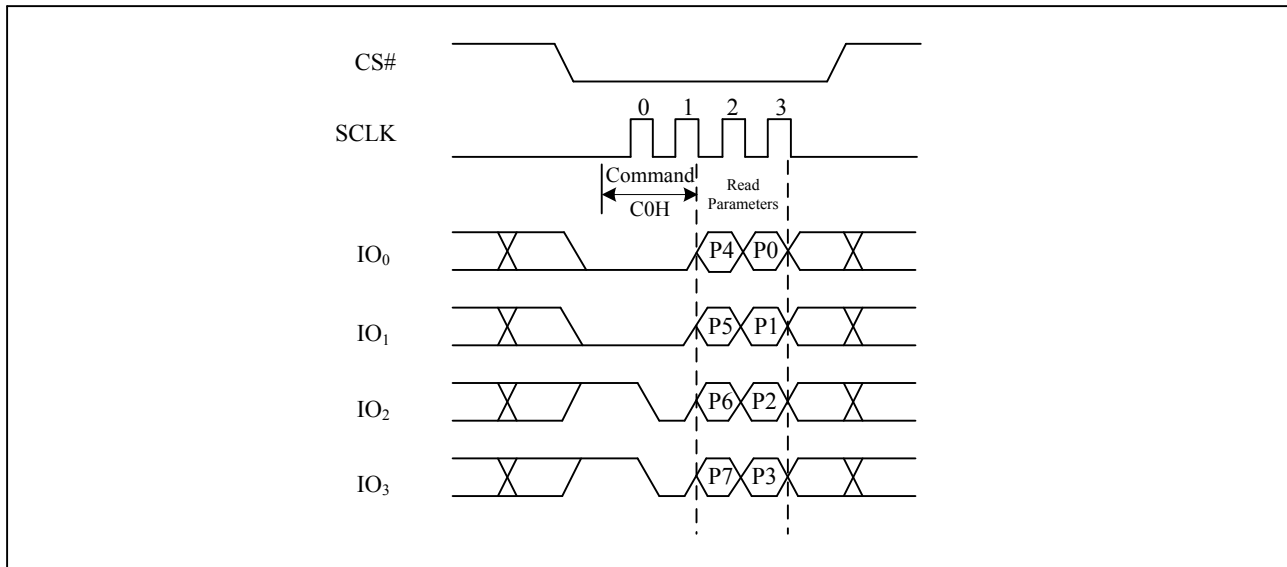 CS#
0 1 2 3
SCLK
Command
C0H
Read
Parameters
IO0 P4 P0
IO1 P5 P1
IO2 P6 P2
IO3 P7 P3